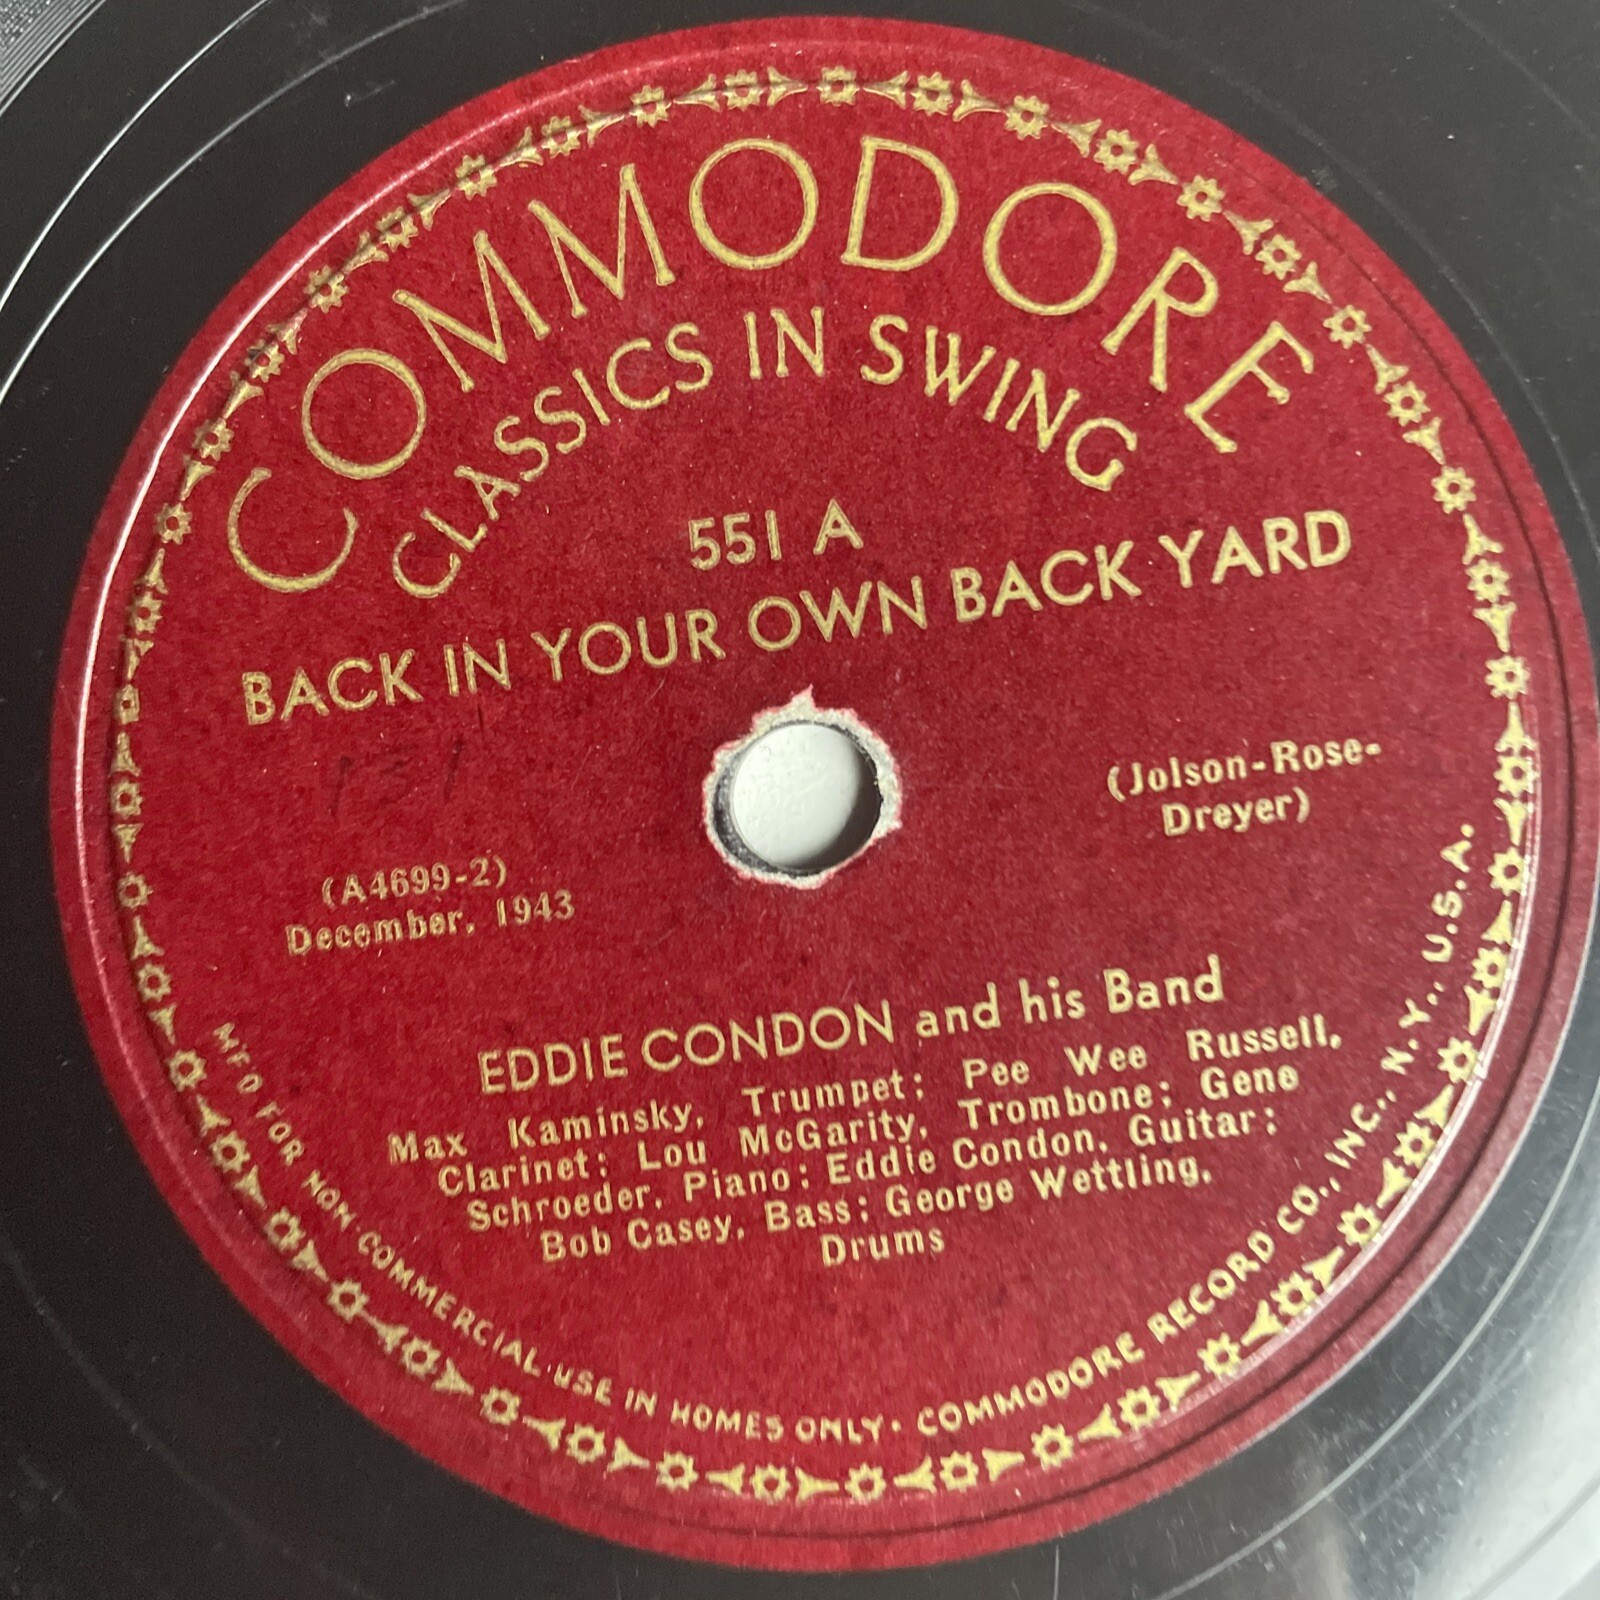 COMMODORE
CLASSICS IN SWING
551 A
BACK IN YOUR OWN BACK YARD
131
(Jolson-Rose-
Dreyer)
(A4699-2)
December, 1943
EDDIE CONDON and his Band
Max Kaminsky, Trumpet; Pee Wee Russell,
Clarinet; Lou McGarity, Trombone; Gene
Schroeder, Piano; Eddie Condon, Guitar;
Bob Casey, Bass; George Wettling,
Drums
MFD FOR NON-COMMERCIAL·USE IN HOMES ONLY· COMMODORE RECORD CO., INC., N.Y., U.S.A.